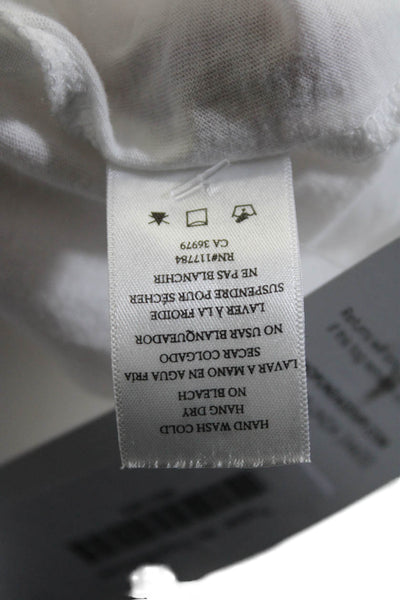 HAND WASH COLD
HANG DRY
NO BLEACH
LAVAR A MANO EN AGUA FRIA
SECAR COLGADO
NO USAR BLANQUEADOR
LAVER À LA FROIDE
SUSPENDRE POUR SÉCHER
NE PAS BLANCHIR
RN#117784
CA 36979